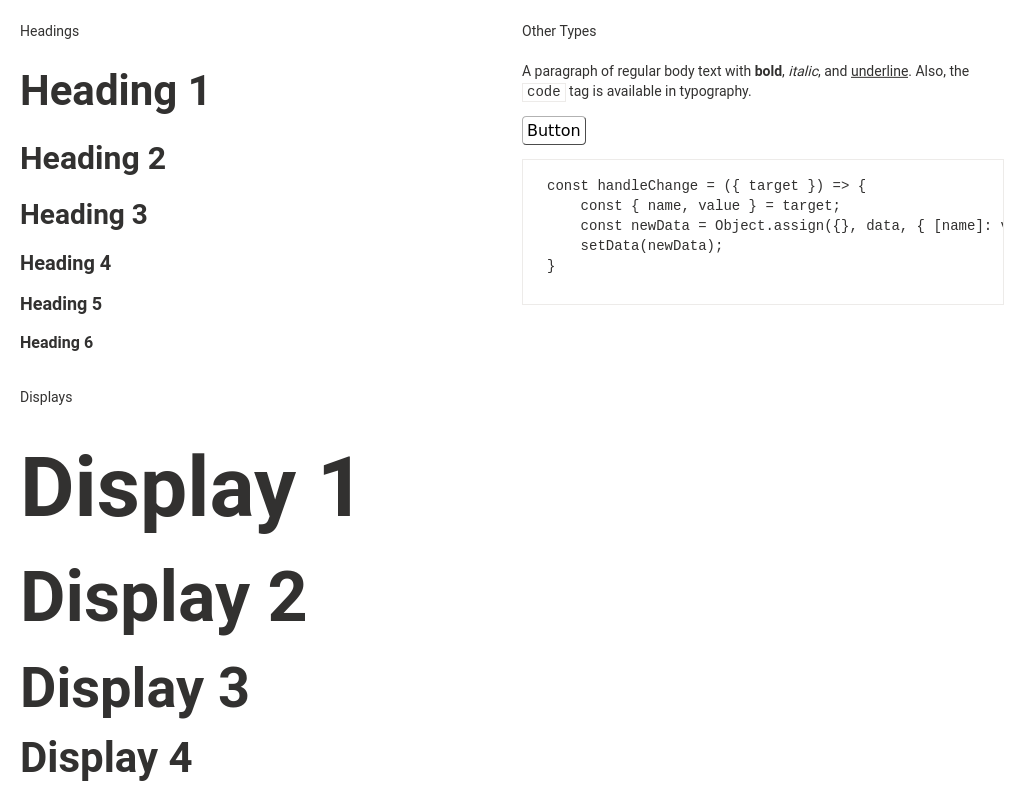 Headings
Heading 1
Heading 2
Heading 3
Heading 4
Heading 5
Heading 6
Displays
Display 1
Display 2
Display 3
Display 4
Other Types
A paragraph of regular body text with bold, italic, and underline. Also, the
code tag is available in typography.
Button
const handleChange = ({ target }) => {
    const { name, value } = target;
    const newData = Object.assign({}, data, { [name]:
    setData(newData);
}